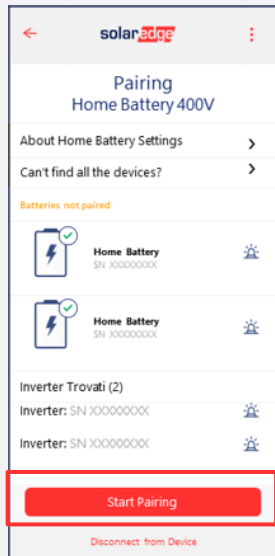 solaredge
Pairing
Home Battery 400V
About Home Battery Settings
Can't find all the devices?
Batteries not paired
Home Battery
SN XXXXXXXX
Home Battery
SN XXXXXXXX
Inverter Trovati (2)
Inverter: SN XXXXXXXX
Inverter: SN XXXXXXXX
Start Pairing
Disconnect from Device